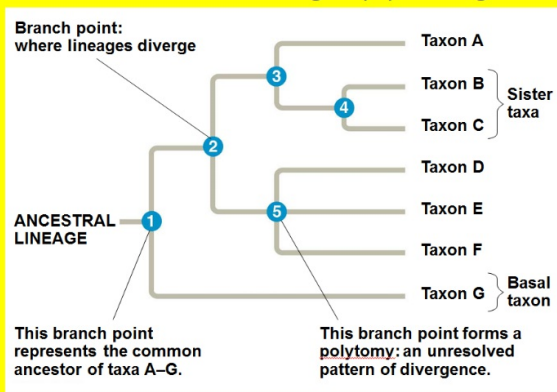 Branch point:
where lineages diverge
Taxon A
3
Taxon B
4
Sister
taxa
Taxon C
2
Taxon D
ANCESTRAL
LINEAGE
1
5
Taxon E
Taxon F
Taxon G
Basal
taxon
This branch point
represents the common
ancestor of taxa A–G.
This branch point forms a
polytomy: an unresolved
pattern of divergence.